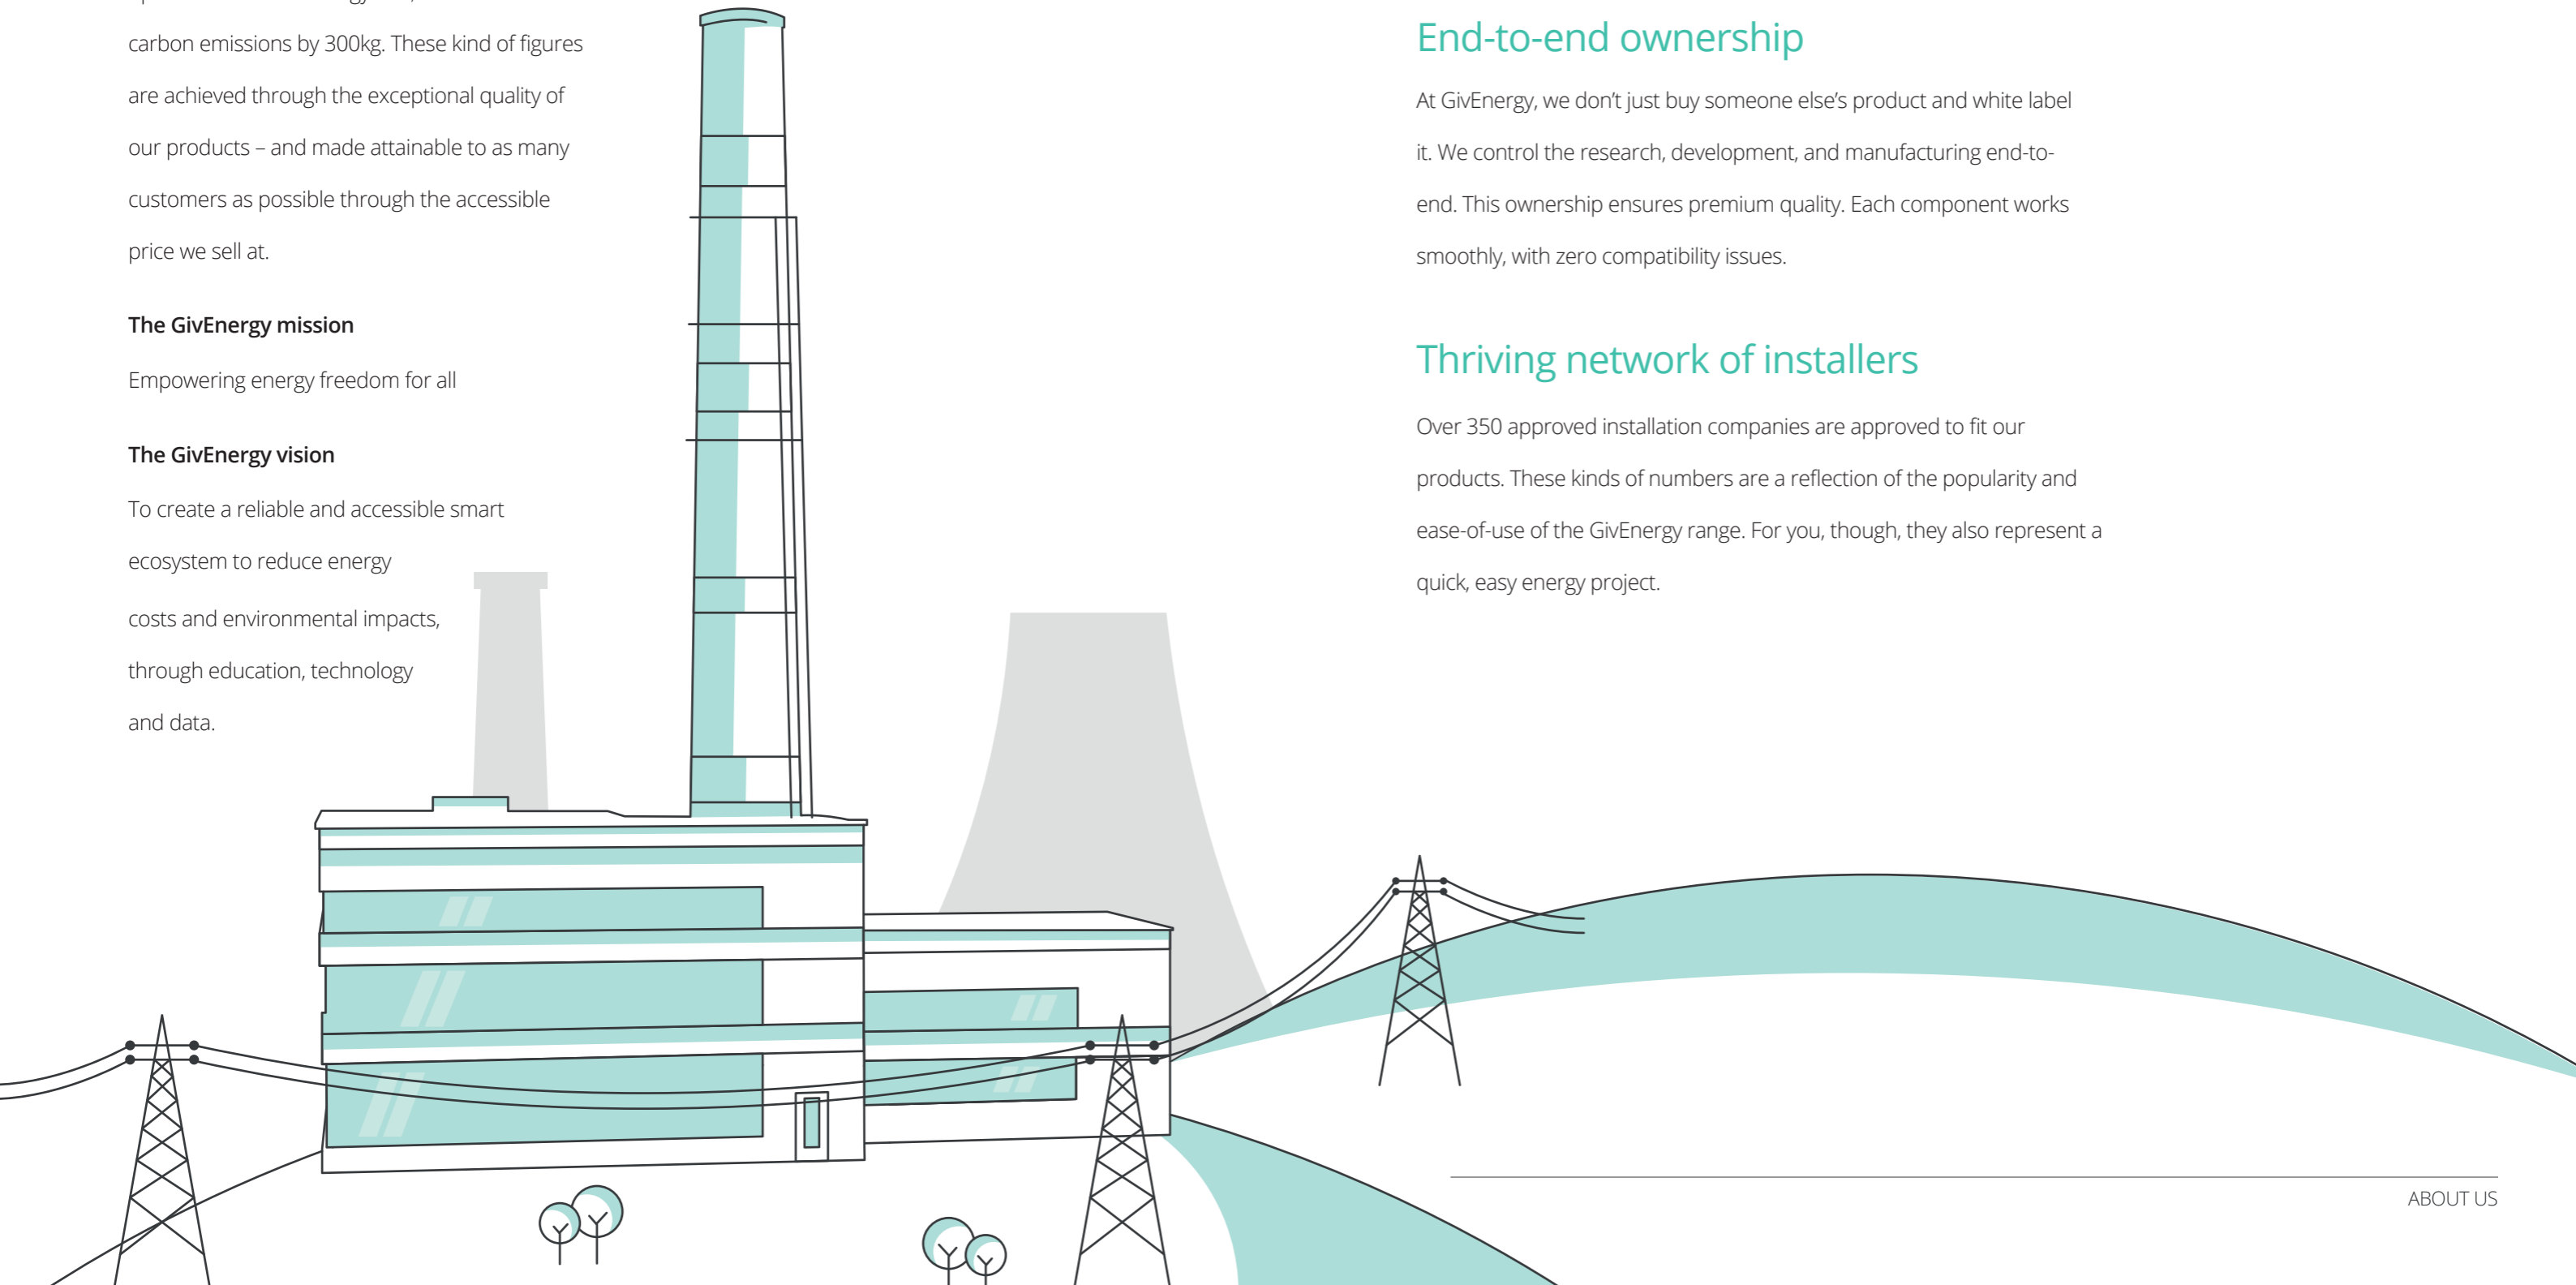 carbon emissions by 300kg. These kind of figures
are achieved through the exceptional quality of
our products – and made attainable to as many
customers as possible through the accessible
price we sell at.
The GivEnergy mission
Empowering energy freedom for all
The GivEnergy vision
To create a reliable and accessible smart
ecosystem to reduce energy
costs and environmental impacts,
through education, technology
and data.
End-to-end ownership
At GivEnergy, we don’t just buy someone else’s product and white label
it. We control the research, development, and manufacturing end-to-
end. This ownership ensures premium quality. Each component works
smoothly, with zero compatibility issues.
Thriving network of installers
Over 350 approved installation companies are approved to fit our
products. These kinds of numbers are a reflection of the popularity and
ease-of-use of the GivEnergy range. For you, though, they also represent a
quick, easy energy project.
ABOUT US